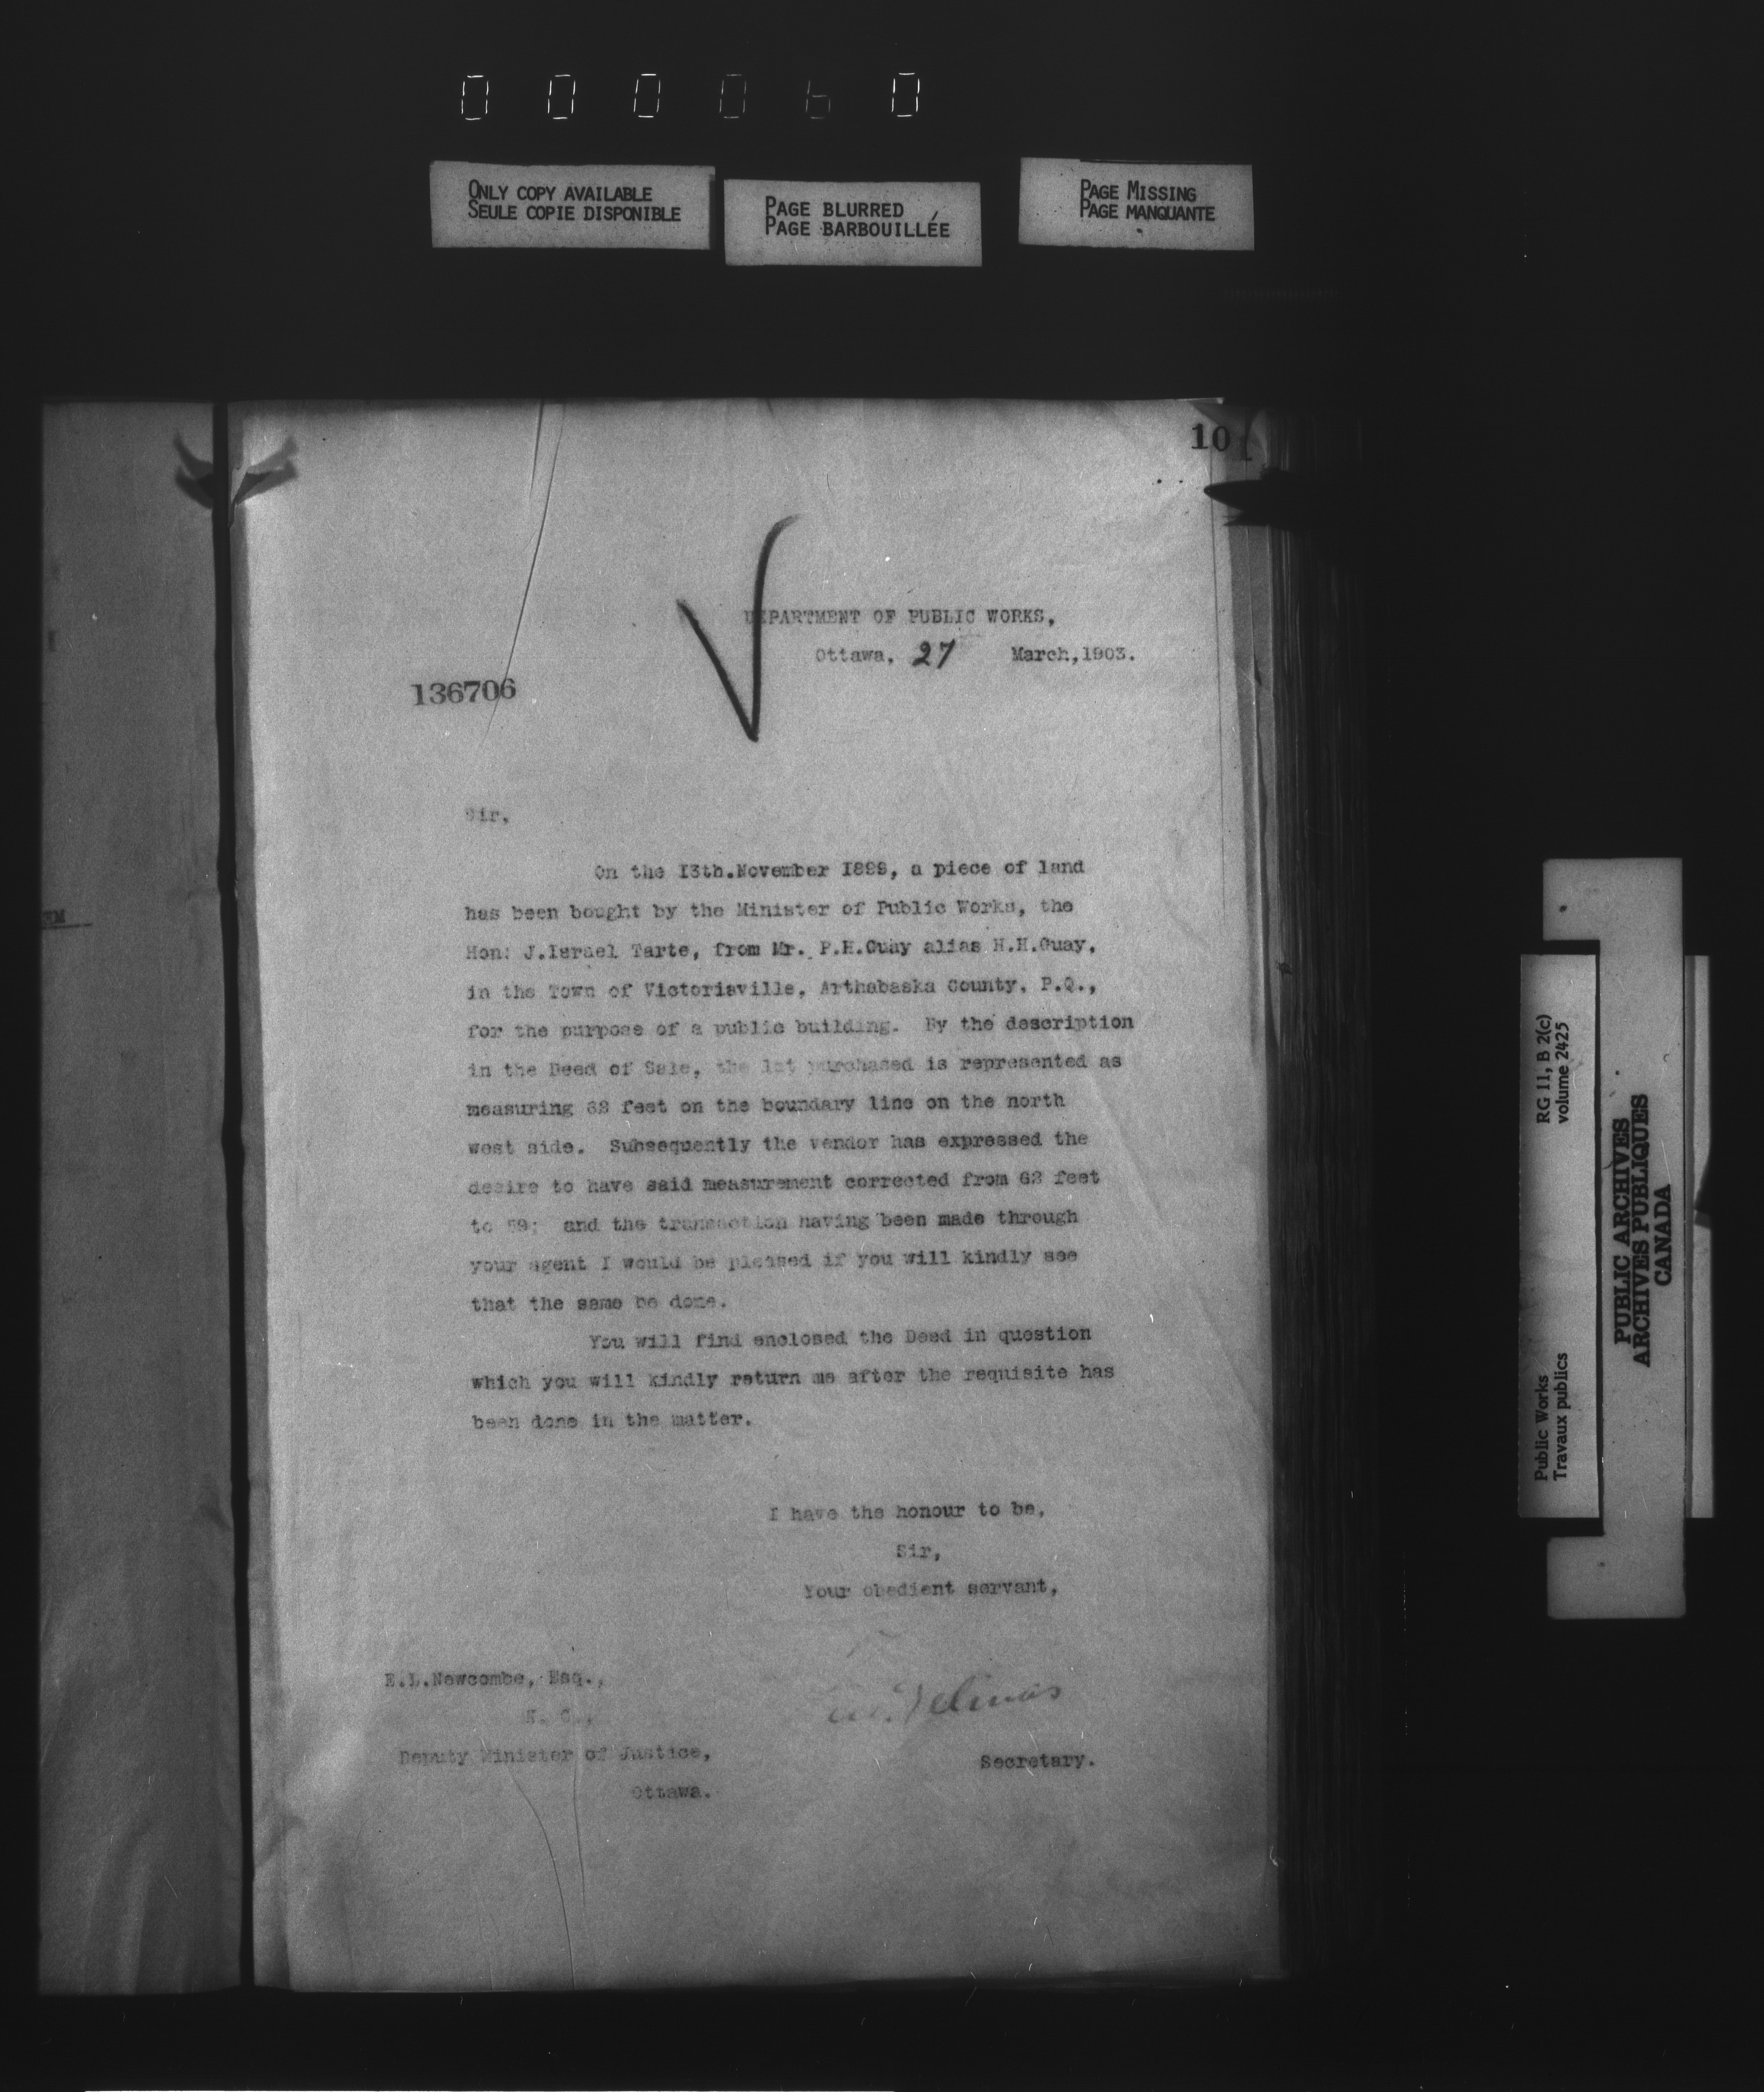 0 0 0 0 6 0
ONLY COPY AVAILABLE
SEULE COPIE DISPONIBLE
PAGE BLURRED
PAGE BARBOUILLÉE
PAGE MISSING
PAGE MANQUANTE
101
DEPARTMENT OF PUBLIC WORKS,
Ottawa, 27 March, 1903.
136706
Sir,
On the 13th.November 1899, a piece of land
has been bought by the Minister of Public Works, the
Hon: J.Israel Tarte, from Mr. P.H.Guay alias H.H.Guay,
in the Town of Victoriaville, Arthabaska County, P.Q.,
for the purpose of a public building. By the description
in the Deed of Sale, the lot purchased is represented as
measuring feet on the boundary line on the north
west side. Subsequently the vendor has expressed the
desire to have said measurement corrected from feet
to 59; and the transaction having been made through
your agent I would be pleased if you will kindly see
that the same be done.
You will find enclosed the Deed in question
which you will kindly return me after the requisite has
been done in the matter.
I have the honour to be,
Sir,
Your obedient servant,
E.L.Newcombe, Esq.,
K. C.,
Deputy Minister of Justice,
Ottawa.
Gelinas
Secretary.
RG 11, B 2(c)
volume 2425
Public Works
Travaux publics
PUBLIC ARCHIVES
ARCHIVES PUBLIQUES
CANADA